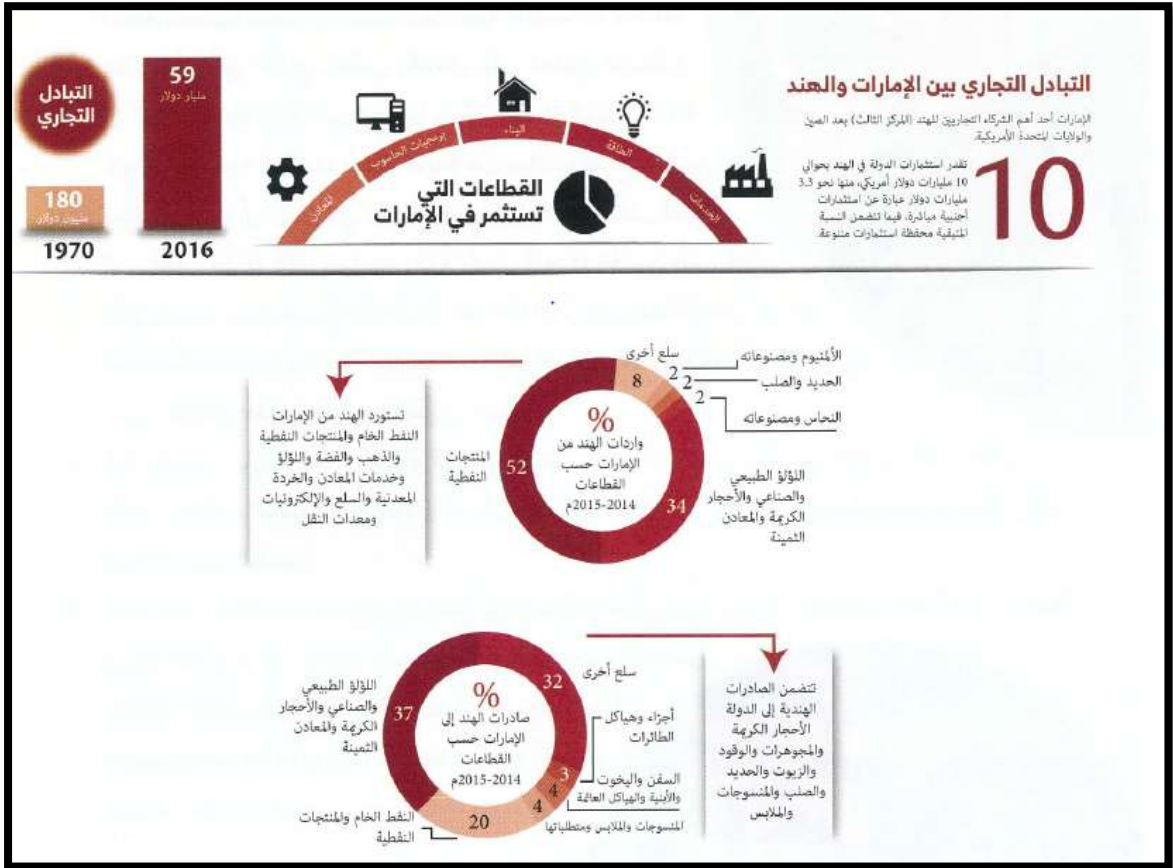 التبادل التجاري بين الإمارات والهند
الإمارات أحد أهم الشركاء التجاريين للهند (المركز الثالث) بعد الصين
والولايات المتحدة الأمريكية.
10
تقدر استثمارات الدولة في الهند بحوالي
10 مليارات دولار أمريكي، منها نحو 3.3
مليارات دولار عبارة عن استثمارات
أجنبية مباشرة، فيما تتضمن النسبة
المتبقية محفظة استثمارات متنوعة.
القطاعات التي
تستثمر في الإمارات
الخدمات
الطاقة
البناء
برمجيات الحاسوب
المعادن
59
مليار دولار
2016
التبادل
التجاري
180
مليون دولار
1970
%
واردات الهند من
الإمارات حسب
القطاعات
2014-2015م
الألمنيوم ومصنوعاته
2
الحديد والصلب
2
النحاس ومصنوعاته
2
سلع أخرى
8
اللؤلؤ الطبيعي
والصناعي والأحجار
الكريمة والمعادن
الثمينة
34
المنتجات
النفطية
52
تستورد الهند من الإمارات
النفط الخام والمنتجات النفطية
والذهب والفضة واللؤلؤ
وخدمات المعادن والخردة
المعدنية والسلع والإلكترونيات
ومعدات النقل
تتضمن الصادرات
الهندية إلى الدولة
الأحجار الكريمة
والمجوهرات والوقود
والزيوت والحديد
والصلب والمنسوجات
والملابس
%
صادرات الهند إلى
الإمارات حسب
القطاعات
2014-2015م
سلع أخرى
32
أجزاء وهياكل
الطائرات
3
السفن واليخوت
والأبنية والهياكل العائمة
4
المنسوجات والملابس ومتطلباتها
4
النفط الخام والمنتجات
النفطية
20
اللؤلؤ الطبيعي
والصناعي والأحجار
الكريمة والمعادن
الثمينة
37